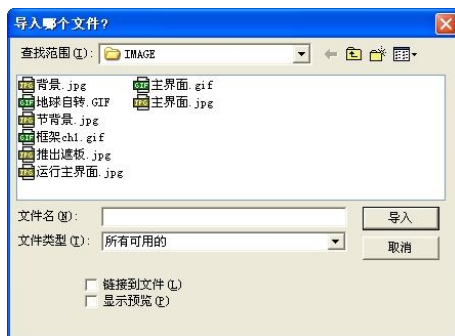 导入哪个文件?
查找范围(I): IMAGE
背景.jpg 主界面.gif
地球自转.GIF 主界面.jpg
节背景.jpg
框架ch1.gif
推出遮板.jpg
运行主界面.jpg
文件名(N): 导入
文件类型(T): 所有可用的 取消
链接到文件(L)
显示预览(P)